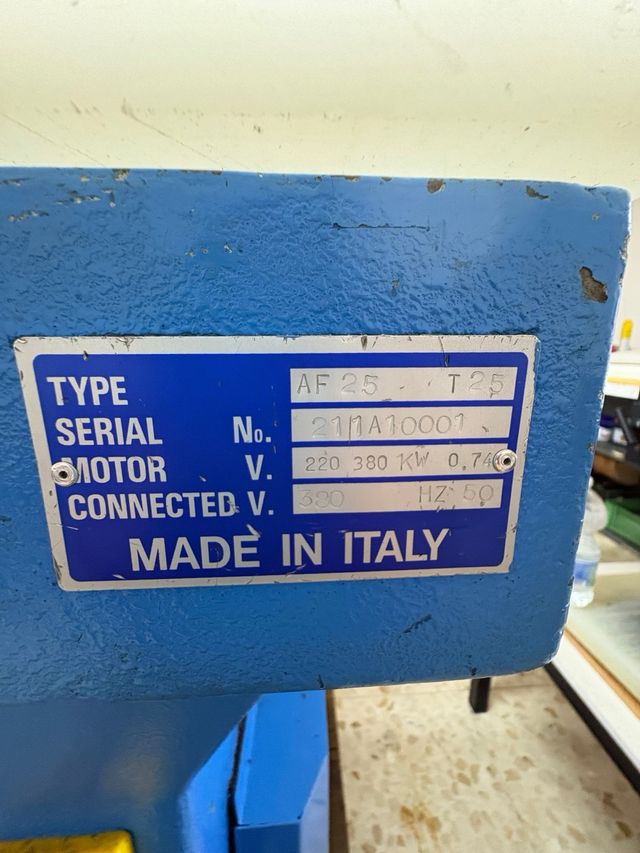 TYPE AF 25 T 25
SERIAL No. 211A10001
MOTOR V. 220 380 KW 0.74
CONNECTED V. 380 HZ 50
MADE IN ITALY